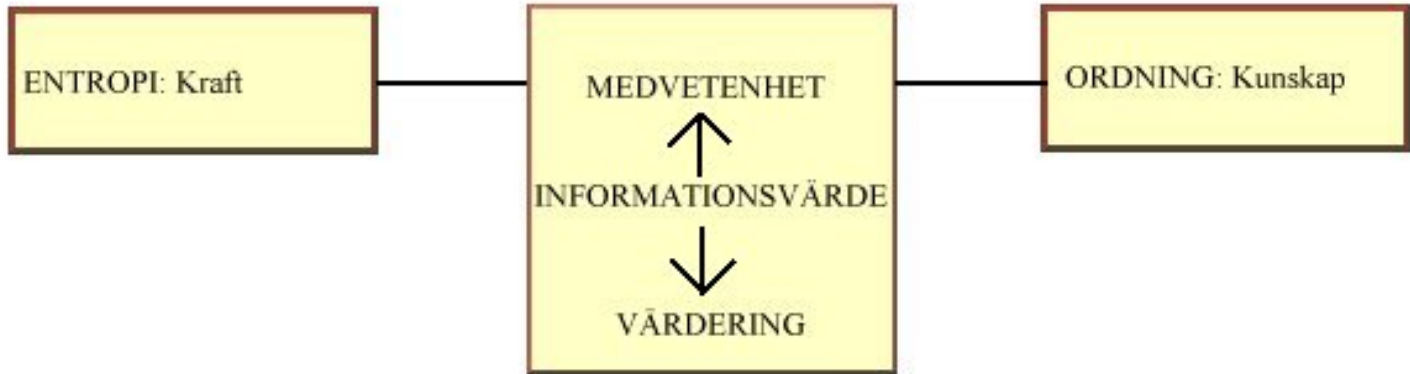 ENTROPI: Kraft
MEDVETENHET
INFORMATIONSVÄRDE
VÄRDERING
ORDNING: Kunskap